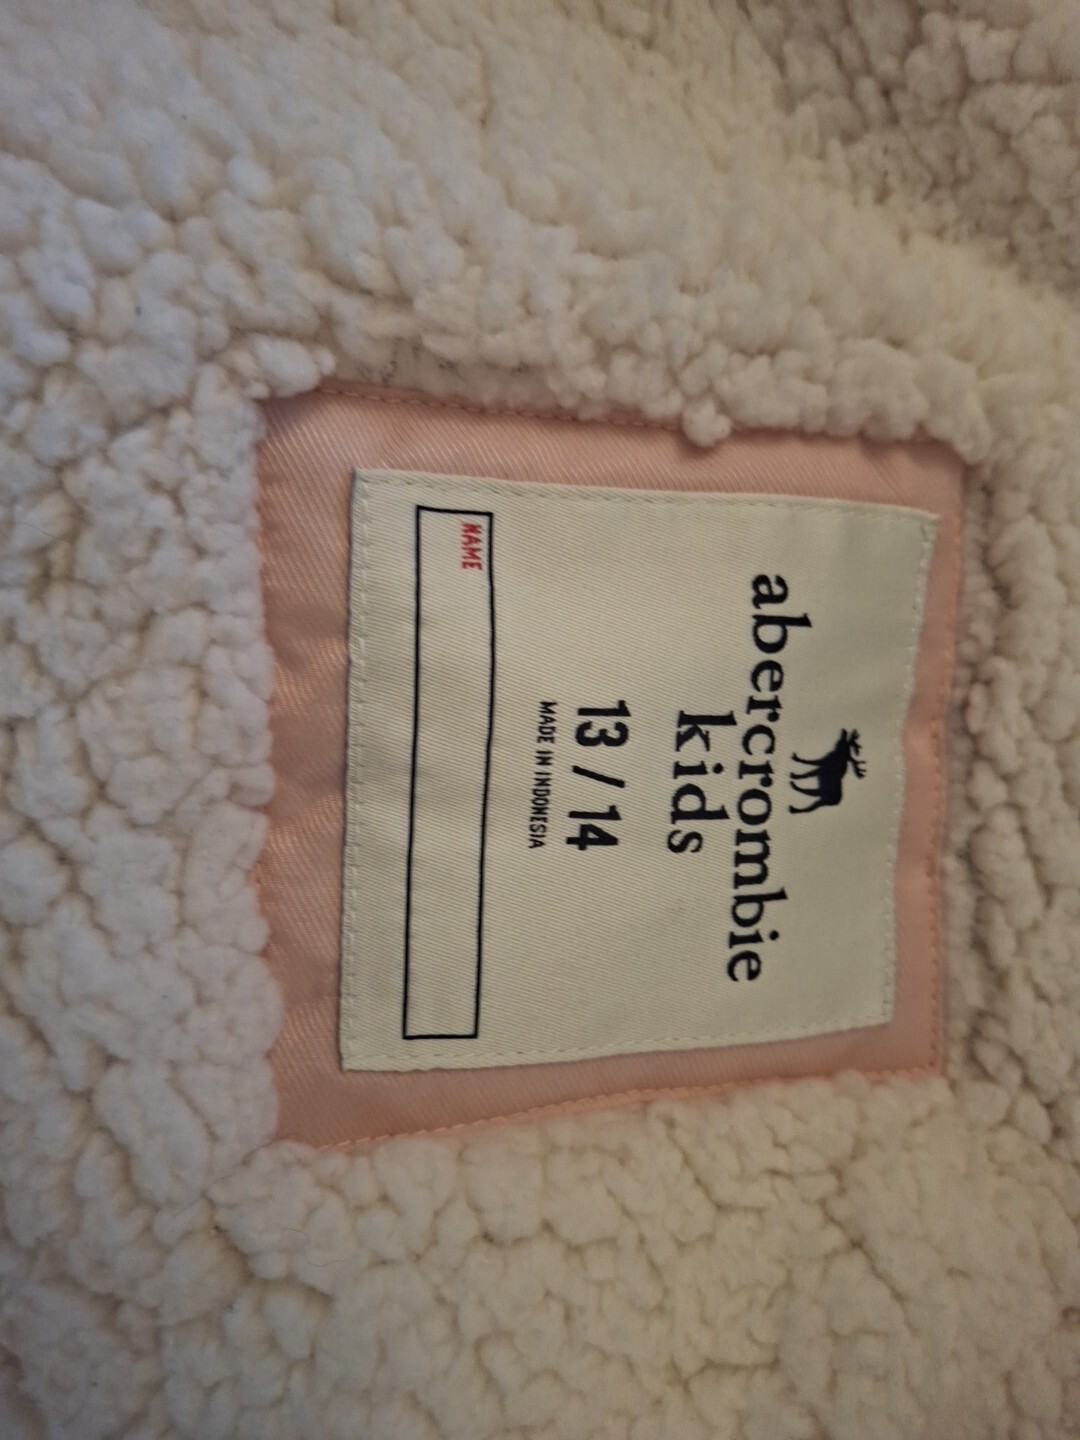 abercrombie
kids
13 / 14
MADE IN INDONESIA
NAME